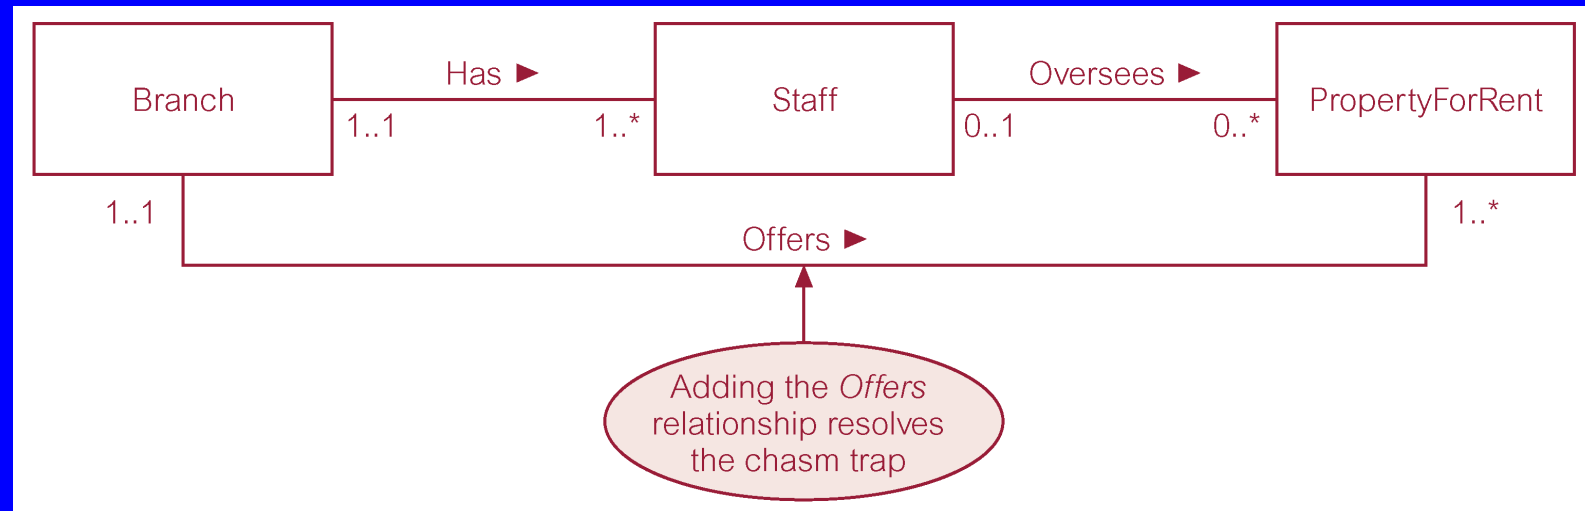 Branch
Has ►
1..1
1..*
Staff
Oversees ►
0..1
0..*
PropertyForRent
1..1
Offers ►
1..*
Adding the Offers
relationship resolves
the chasm trap